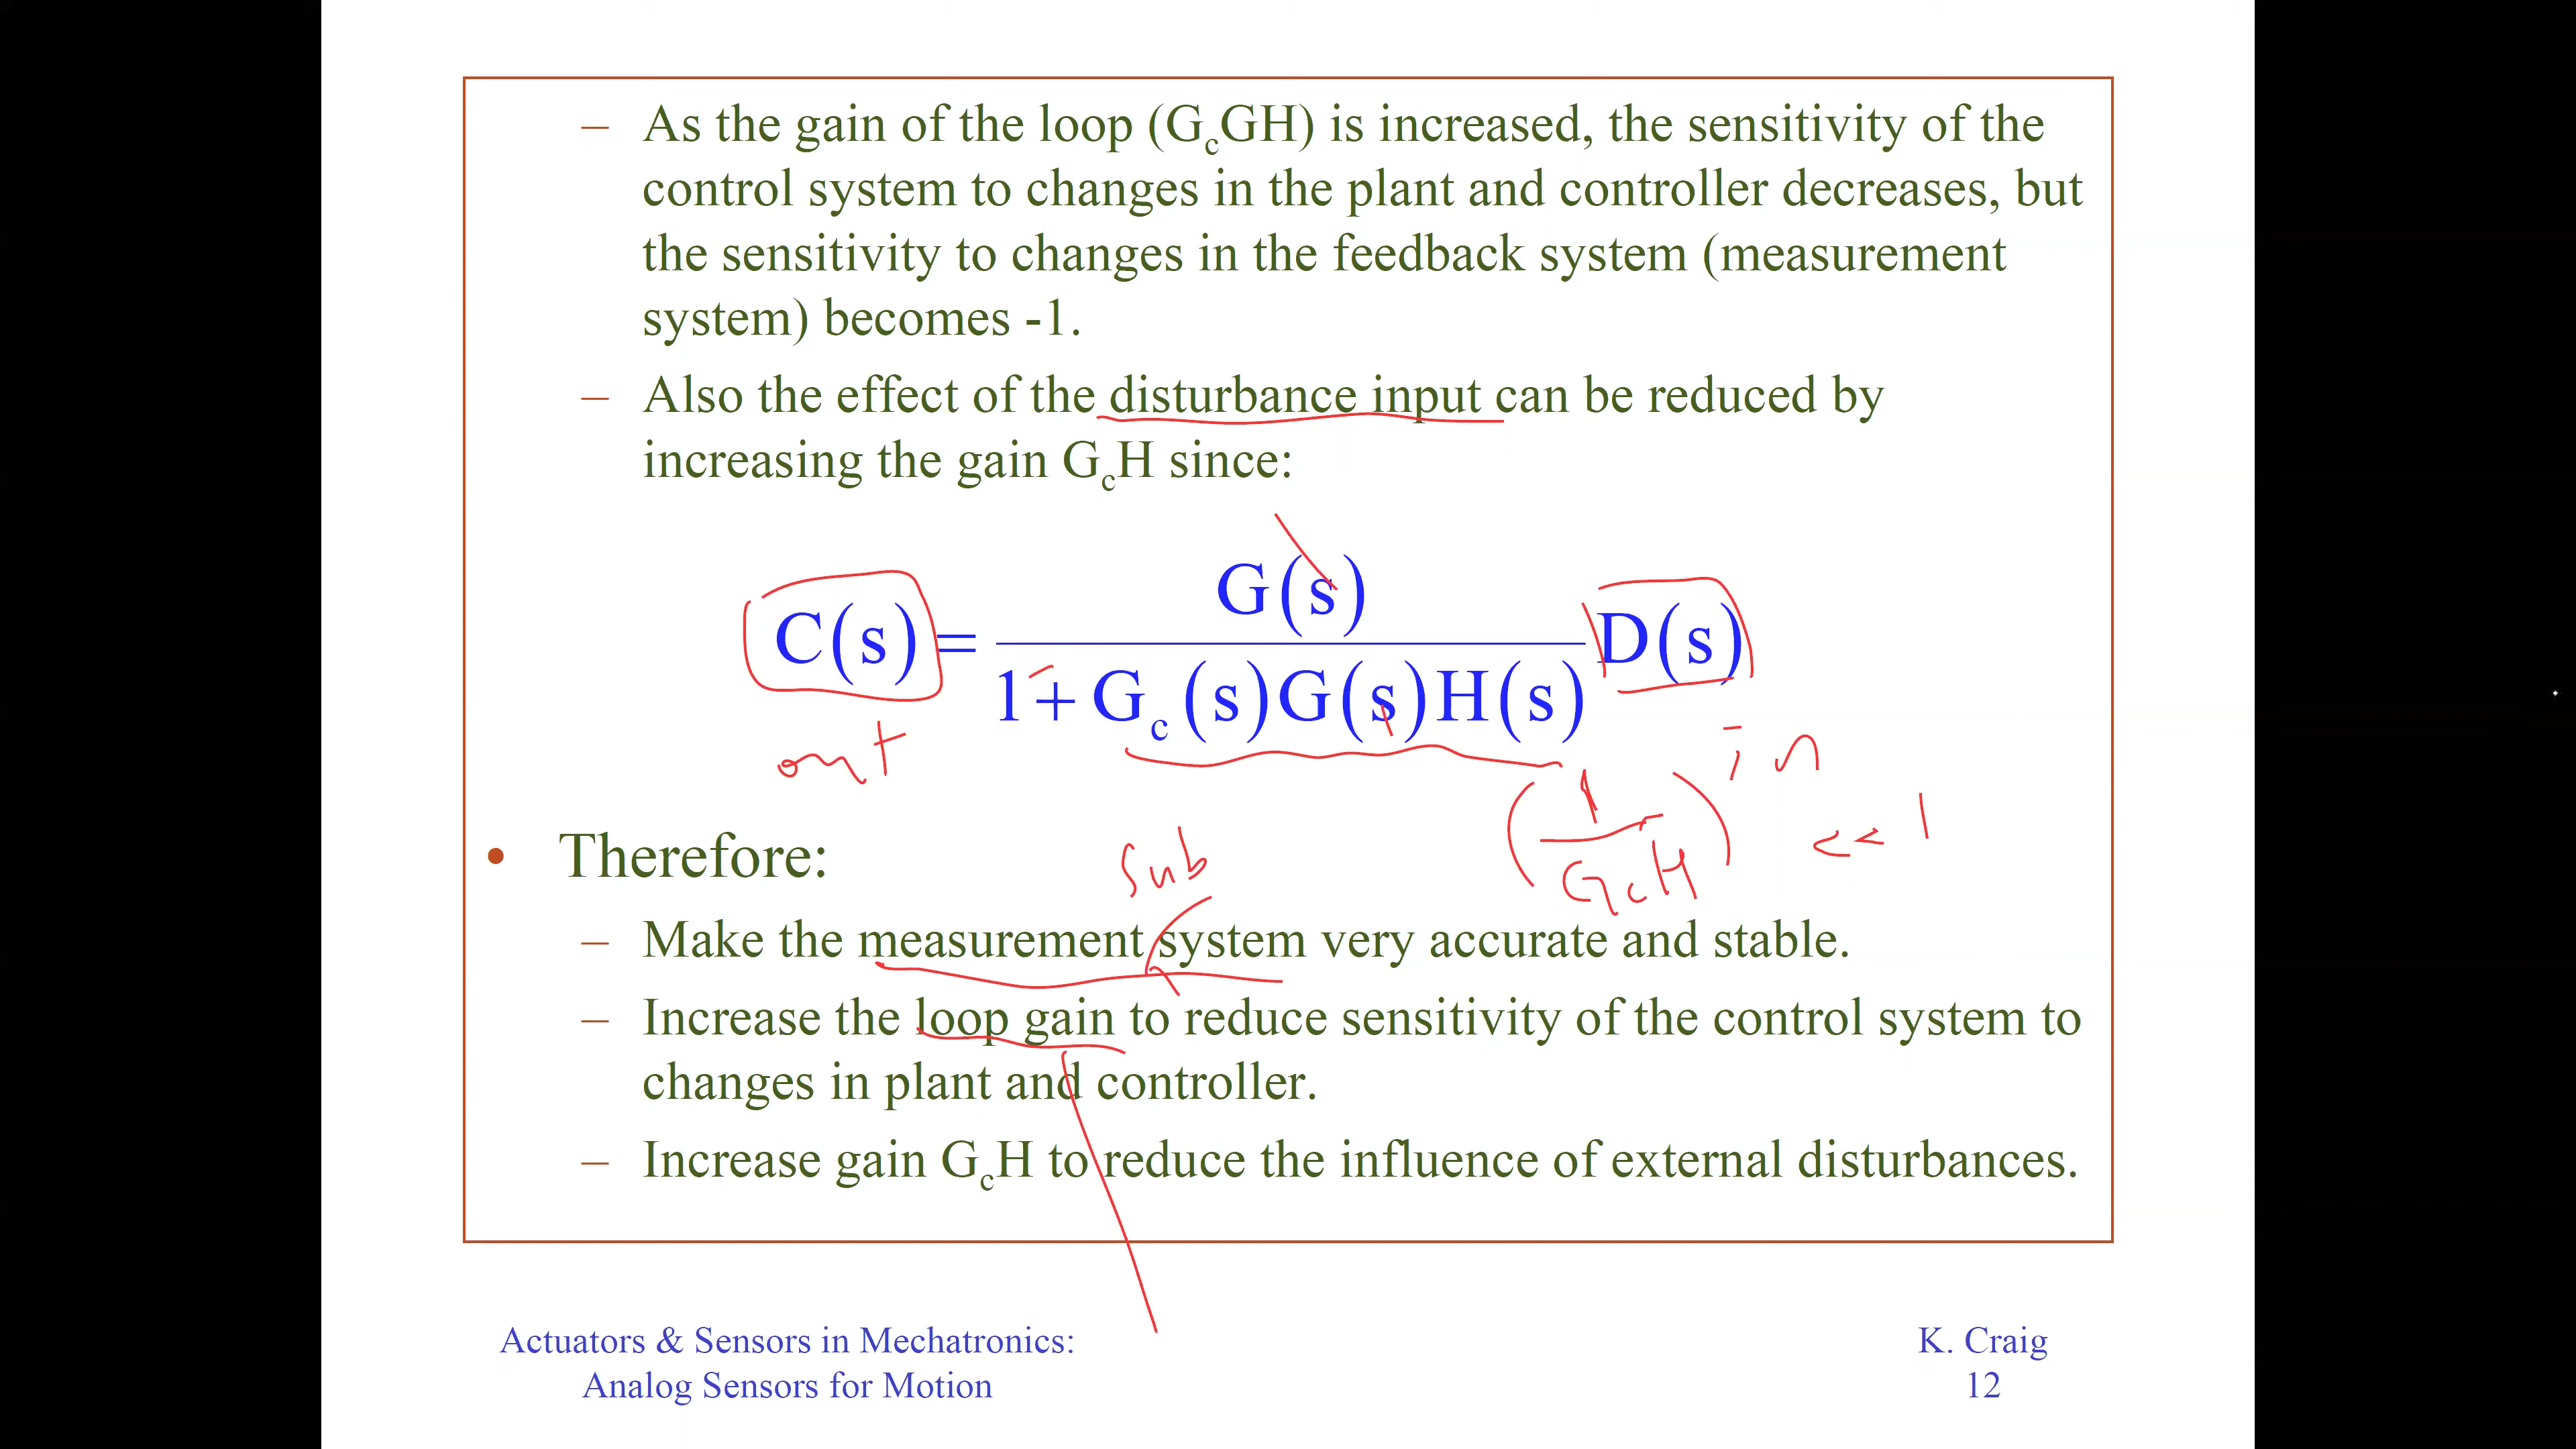 – As the gain of the loop (GcGH) is increased, the sensitivity of the
control system to changes in the plant and controller decreases, but
the sensitivity to changes in the feedback system (measurement
system) becomes -1.
– Also the effect of the disturbance input can be reduced by
increasing the gain GcH since:
C(s) = G(s) / 1 + Gc(s)G(s)H(s) D(s)
out
in
(1 / GcH) << 1
• Therefore:
sub
– Make the measurement system very accurate and stable.
– Increase the loop gain to reduce sensitivity of the control system to
changes in plant and controller.
– Increase gain GcH to reduce the influence of external disturbances.
Actuators & Sensors in Mechatronics:
Analog Sensors for Motion
K. Craig
12